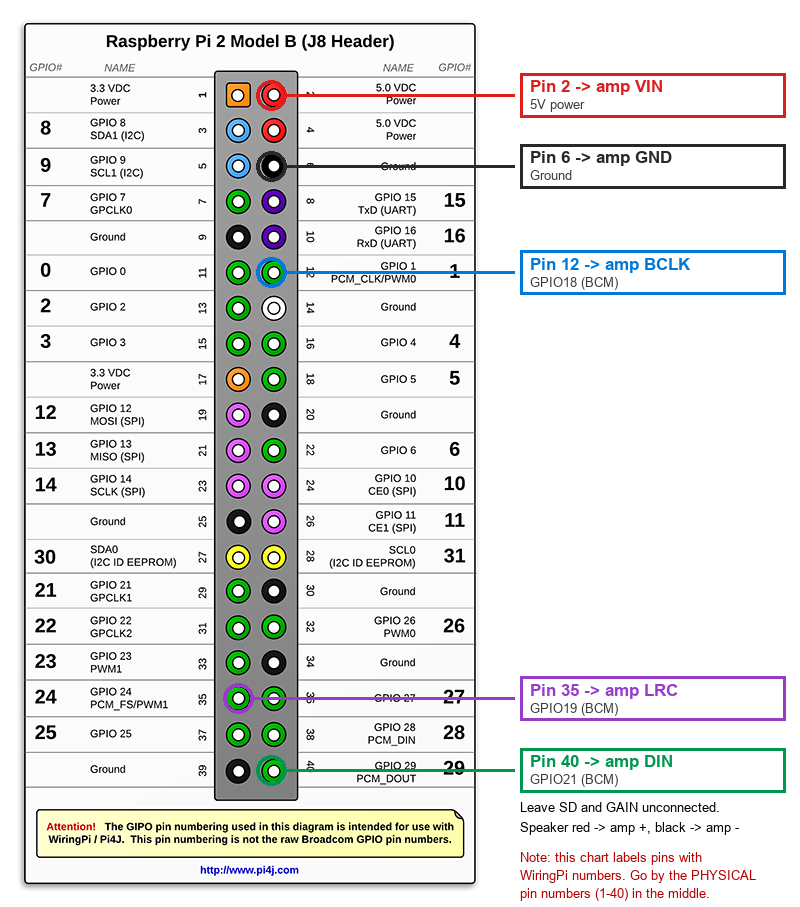 Raspberry Pi 2 Model B (J8 Header)
GPIO# NAME NAME GPIO#
3.3 VDC Power 1 2 5.0 VDC Power
8 GPIO 8 SDA1 (I2C) 3 4 5.0 VDC Power
9 GPIO 9 SCL1 (I2C) 5 6 Ground
7 GPIO 7 GPCLK0 7 8 GPIO 15 TxD (UART) 15
Ground 9 10 GPIO 16 RxD (UART) 16
0 GPIO 0 11 12 GPIO 1 PCM_CLK/PWM0 1
2 GPIO 2 13 14 Ground
3 GPIO 3 15 16 GPIO 4 4
3.3 VDC Power 17 18 GPIO 5 5
12 GPIO 12 MOSI (SPI) 19 20 Ground
13 GPIO 13 MISO (SPI) 21 22 GPIO 6 6
14 GPIO 14 SCLK (SPI) 23 24 GPIO 10 CE0 (SPI) 10
Ground 25 26 GPIO 11 CE1 (SPI) 11
30 SDA0 (I2C ID EEPROM) 27 28 SCL0 (I2C ID EEPROM) 31
21 GPIO 21 GPCLK1 29 30 Ground
22 GPIO 22 GPCLK2 31 32 GPIO 26 PWM0 26
23 GPIO 23 PWM1 33 34 Ground
24 GPIO 24 PCM_FS/PWM1 35 36 GPIO 27 27
25 GPIO 25 37 38 GPIO 28 PCM_DIN 28
Ground 39 40 GPIO 29 PCM_DOUT 29
Attention! The GIPO pin numbering used in this diagram is intended for use with
WiringPi / Pi4J. This pin numbering is not the raw Broadcom GPIO pin numbers.
http://www.pi4j.com
Pin 2 -> amp VIN
5V power
Pin 6 -> amp GND
Ground
Pin 12 -> amp BCLK
GPIO18 (BCM)
Pin 35 -> amp LRC
GPIO19 (BCM)
Pin 40 -> amp DIN
GPIO21 (BCM)
Leave SD and GAIN unconnected.
Speaker red -> amp +, black -> amp -
Note: this chart labels pins with
WiringPi numbers. Go by the PHYSICAL
pin numbers (1-40) in the middle.